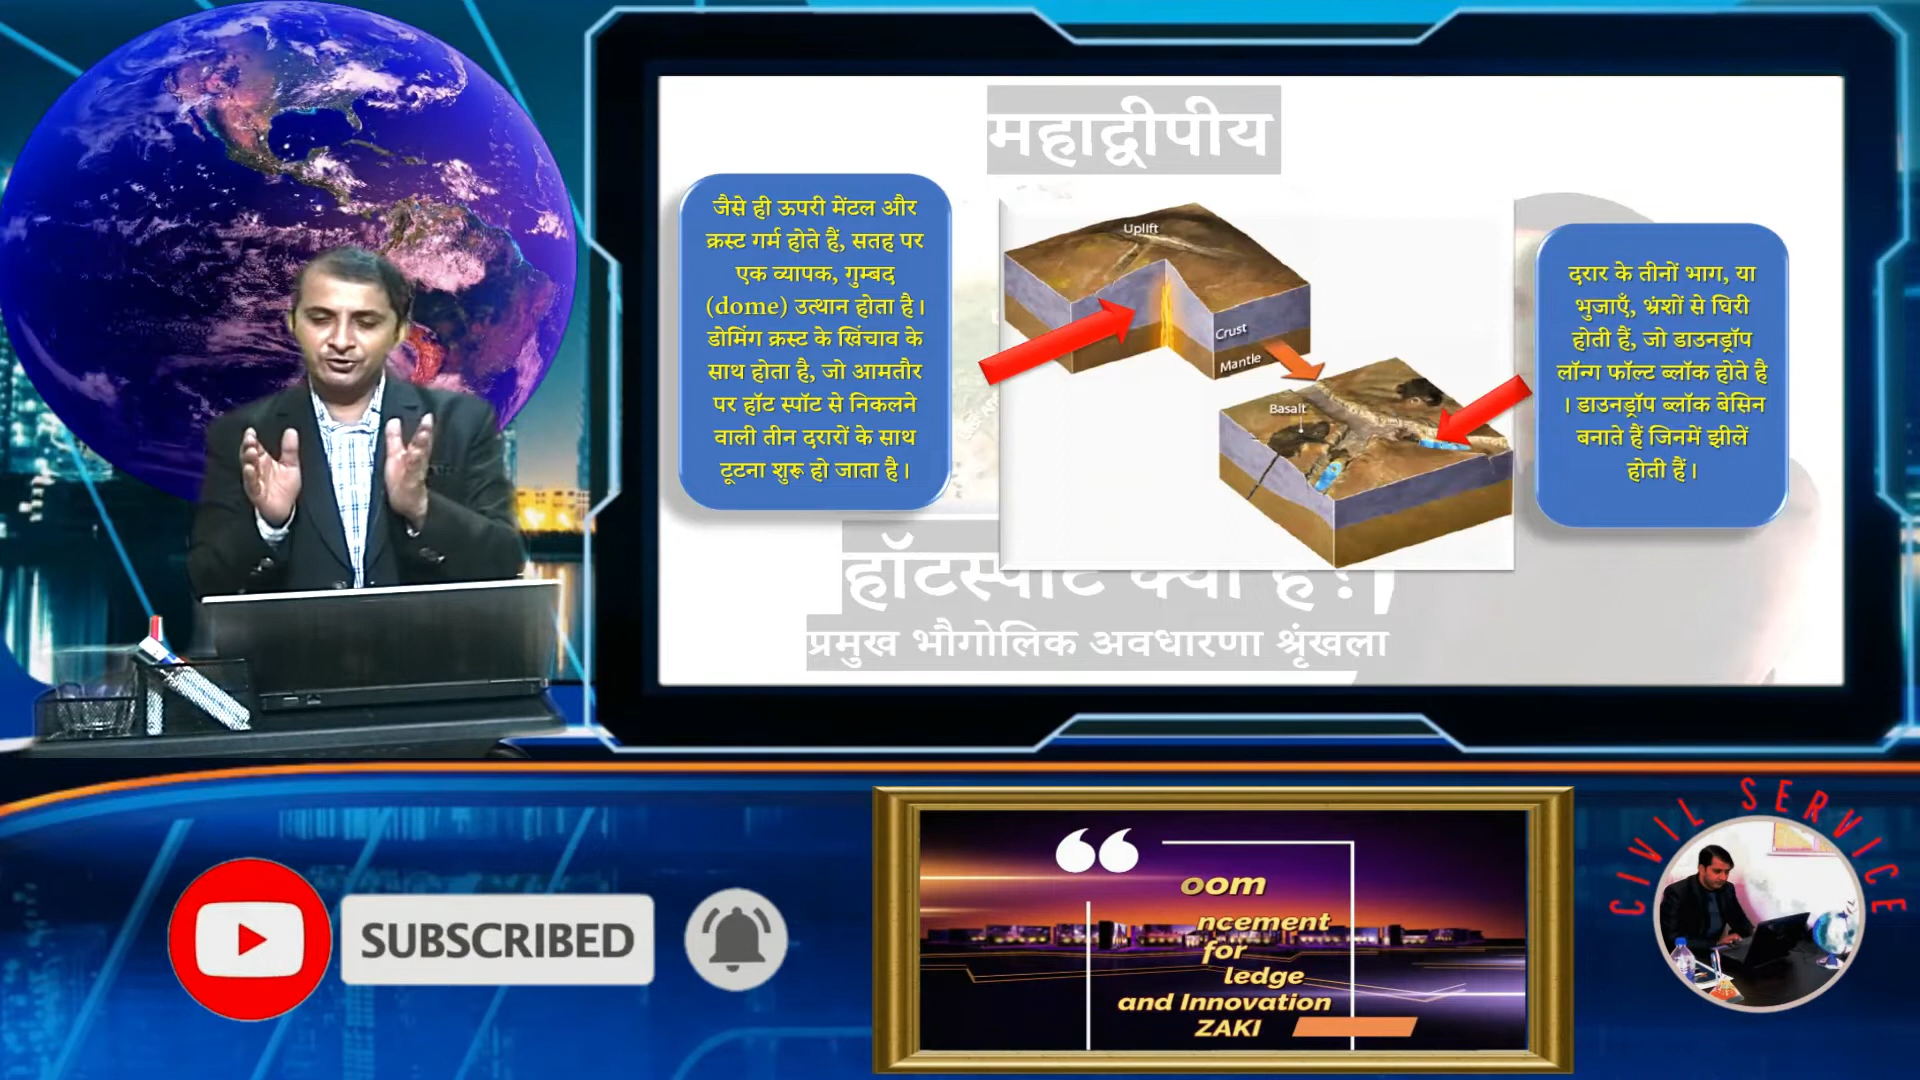 महाद्वीपीय
जैसे ही ऊपरी मेंटल और
क्रस्ट गर्म होते हैं, सतह पर
एक व्यापक, गुम्बद
(dome) उत्थान होता है।
डोमिंग क्रस्ट के खिंचाव के
साथ होता है, जो आमतौर
पर हॉट स्पॉट से निकलने
वाली तीन दरारों के साथ
टूटना शुरू हो जाता है।
Uplift
Crust
Mantle
Basalt
दरार के तीनों भाग, या
भुजाएँ, भ्रंशों से घिरी
होती हैं, जो डाउनड्रॉप
लॉन्ग फॉल्ट ब्लॉक होते है
। डाउनड्रॉप ब्लॉक बेसिन
बनाते हैं जिनमें झीलें
होती हैं।
हॉटस्पॉट क्या है?
प्रमुख भौगोलिक अवधारणा श्रृंखला
SUBSCRIBED
oom
ncement
for
ledge
and Innovation
ZAKI
CIVIL SERVICE